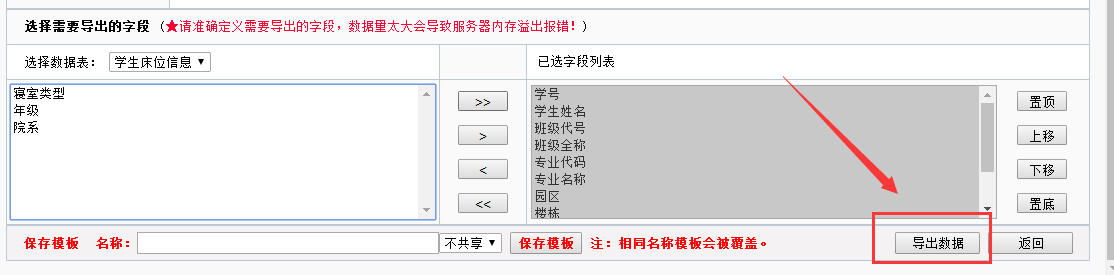 选择需要导出的字段 (★请准确定义需要导出的字段，数据量太大会导致服务器内存溢出报错！)
选择数据表： 学生床位信息▼ 已选字段列表
寝室类型
年级
院系
>>
>
<
<<
学号
学生姓名
班级代号
班级全称
专业代码
专业名称
园区
楼栋
置顶
上移
下移
置底
保存模板 名称： 不共享▼ 保存模板 注：相同名称模板会被覆盖。 导出数据 返回